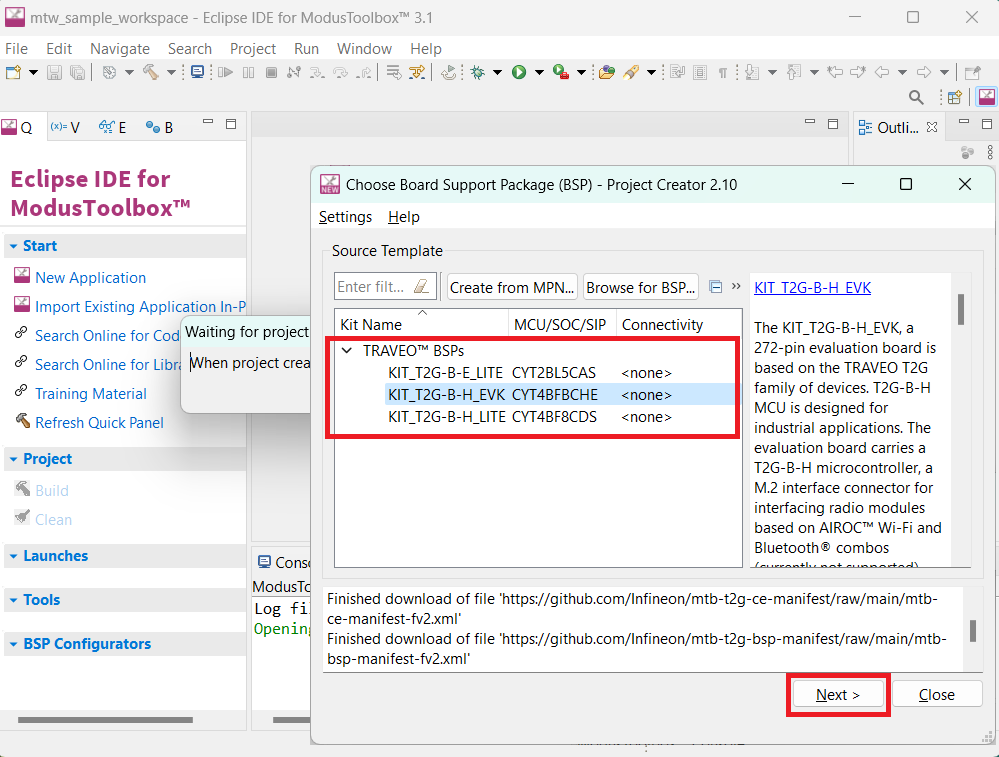 mtw_sample_workspace - Eclipse IDE for ModusToolbox™ 3.1
File Edit Navigate Search Project Run Window Help
Q (x)= V E B
Outli...
Eclipse IDE for
ModusToolbox™
Start
New Application
Import Existing Application In-P
Search Online for Cod
Search Online for Libra
Training Material
Refresh Quick Panel
Project
Build
Clean
Launches
Tools
BSP Configurators
Waiting for project
When project crea
Conso
ModusTo
Log fil
Opening
NEW
Choose Board Support Package (BSP) - Project Creator 2.10
Settings Help
Source Template
Enter filt... Create from MPN... Browse for BSP... »
Kit Name MCU/SOC/SIP Connectivity
TRAVEO™ BSPs
KIT_T2G-B-E_LITE CYT2BL5CAS <none>
KIT_T2G-B-H_EVK CYT4BFBCHE <none>
KIT_T2G-B-H_LITE CYT4BF8CDS <none>
KIT_T2G-B-H_EVK
The KIT_T2G-B-H_EVK, a
272-pin evaluation board is
based on the TRAVEO T2G
family of devices. T2G-B-H
MCU is designed for
industrial applications. The
evaluation board carries a
T2G-B-H microcontroller, a
M.2 interface connector for
interfacing radio modules
based on AIROC™ Wi-Fi and
Bluetooth® combos
(currently not supported)
Finished download of file 'https://github.com/Infineon/mtb-t2g-ce-manifest/raw/main/mtb-
ce-manifest-fv2.xml'
Finished download of file 'https://github.com/Infineon/mtb-t2g-bsp-manifest/raw/main/mtb-
bsp-manifest-fv2.xml'
Next > Close